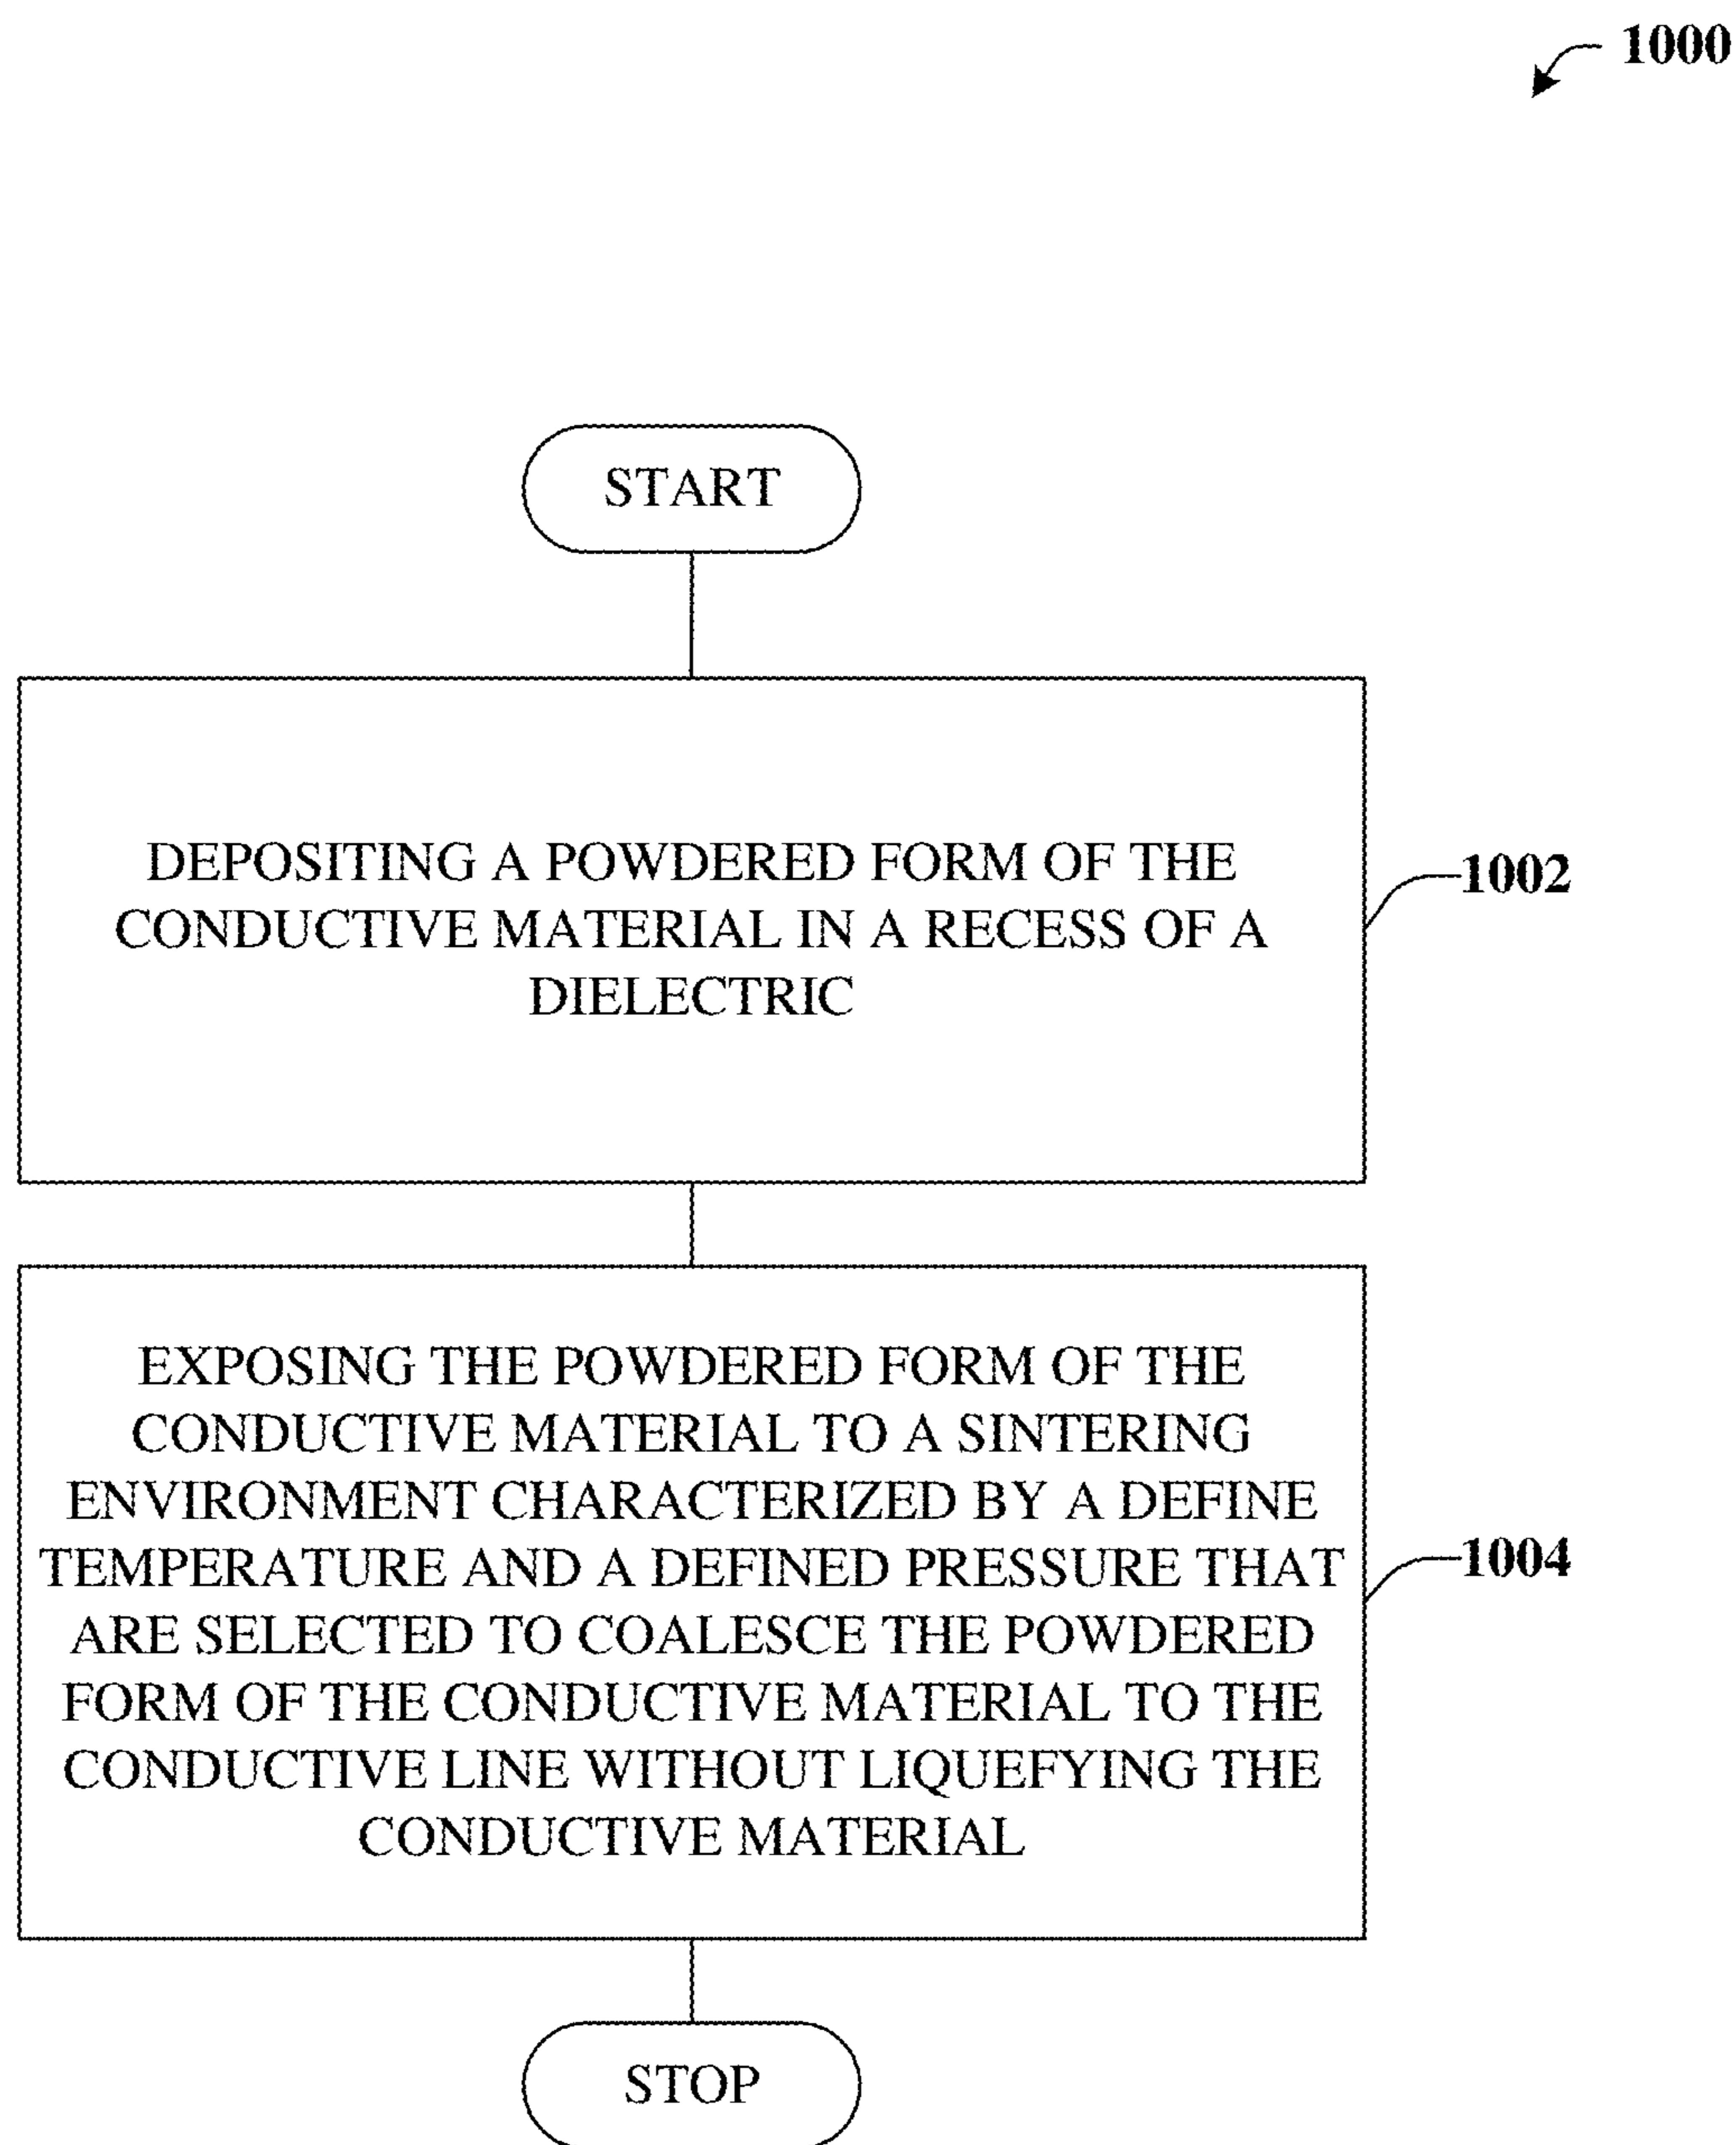 1000
START
DEPOSITING A POWDERED FORM OF THE
CONDUCTIVE MATERIAL IN A RECESS OF A
DIELECTRIC
1002
EXPOSING THE POWDERED FORM OF THE
CONDUCTIVE MATERIAL TO A SINTERING
ENVIRONMENT CHARACTERIZED BY A DEFINE
TEMPERATURE AND A DEFINED PRESSURE THAT
ARE SELECTED TO COALESCE THE POWDERED
FORM OF THE CONDUCTIVE MATERIAL TO THE
CONDUCTIVE LINE WITHOUT LIQUEFYING THE
CONDUCTIVE MATERIAL
1004
STOP